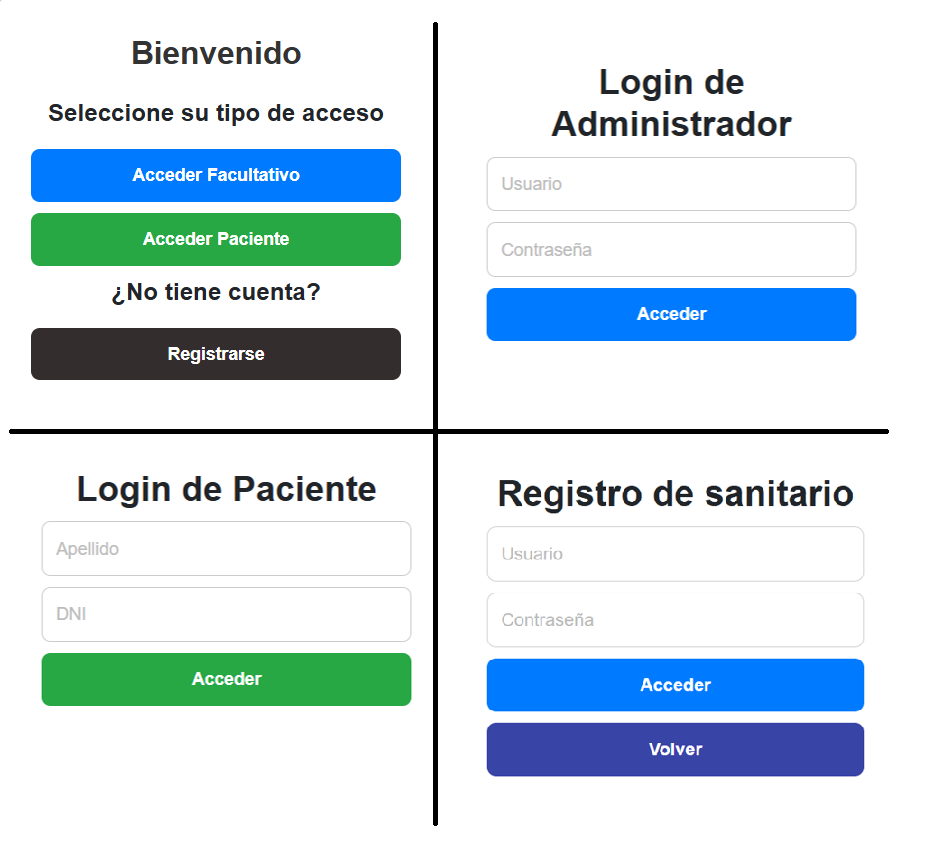 Bienvenido
Seleccione su tipo de acceso
Acceder Facultativo
Acceder Paciente
¿No tiene cuenta?
Registrarse
Login de
Administrador
Usuario
Contraseña
Acceder
Login de Paciente
Apellido
DNI
Acceder
Registro de sanitario
Usuario
Contraseña
Acceder
Volver